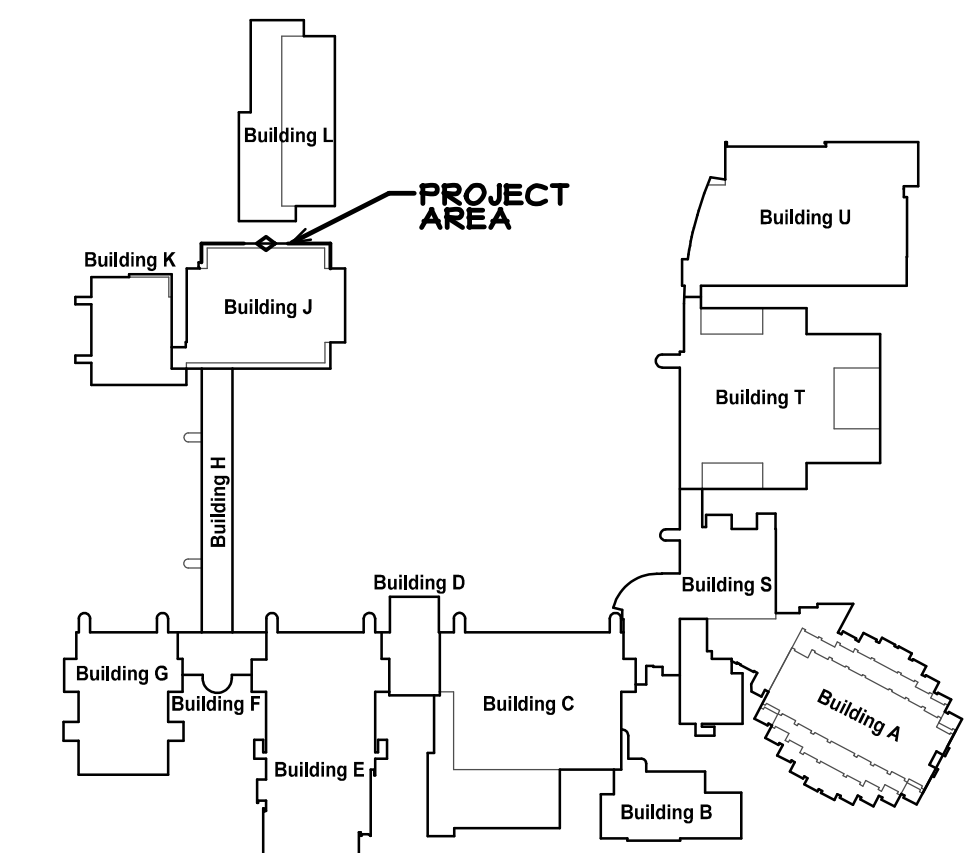 Building L
PROJECT
AREA
Building U
Building K
Building J
Building T
Building H
Building D
Building S
Building G
Building F
Building C
Building A
Building E
Building B